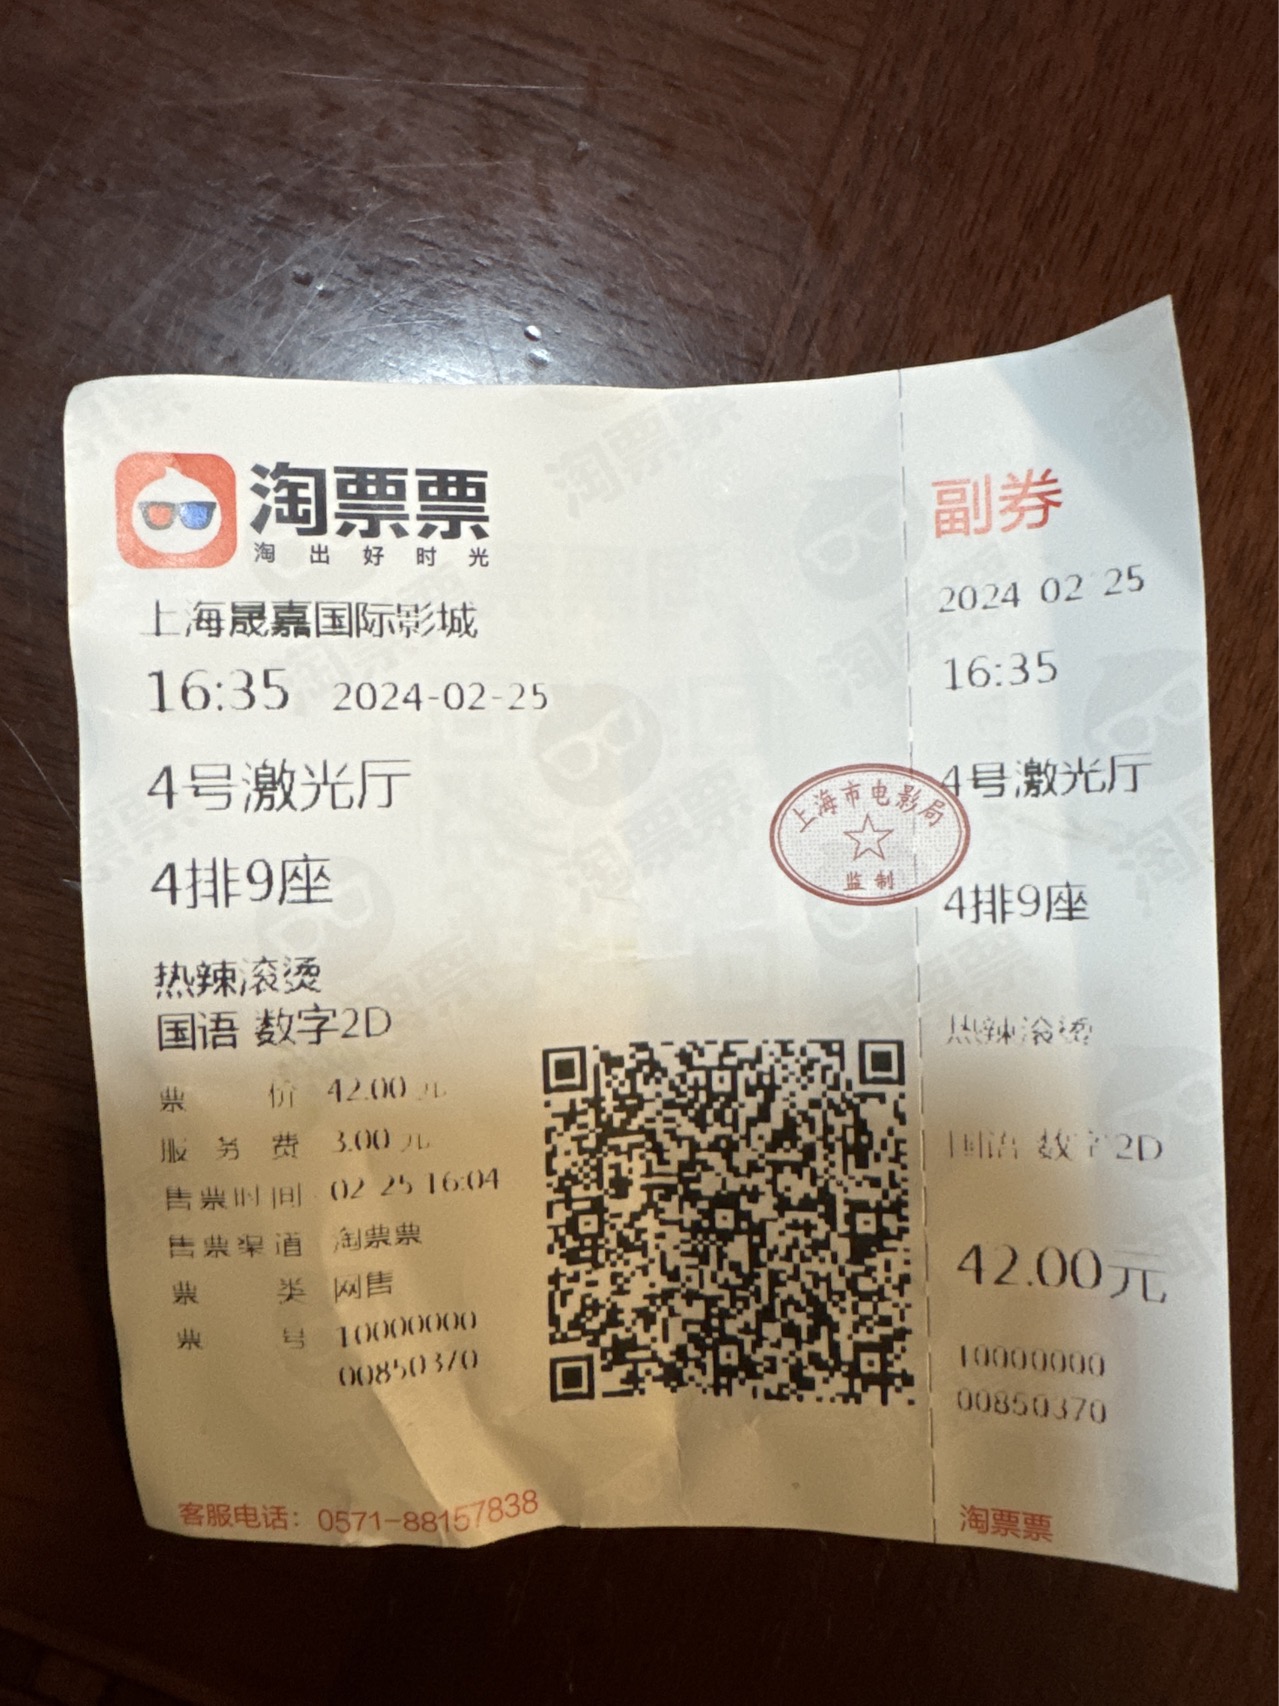 淘票票
淘出好时光
上海晟嘉国际影城
16:35 2024-02-25
4号激光厅
4排9座
热辣滚烫
国语 数字2D
票价 42.00元
服务费 3.00元
售票时间 02-25 16:04
售票渠道 淘票票
票类 网售
票号 10000000
00850370
客服电话：0571-88157838
上海市电影局
监制
副券
2024 02 25
16:35
4号激光厅
4排9座
热辣滚烫
国语 数字2D
42.00元
10000000
00850370
淘票票